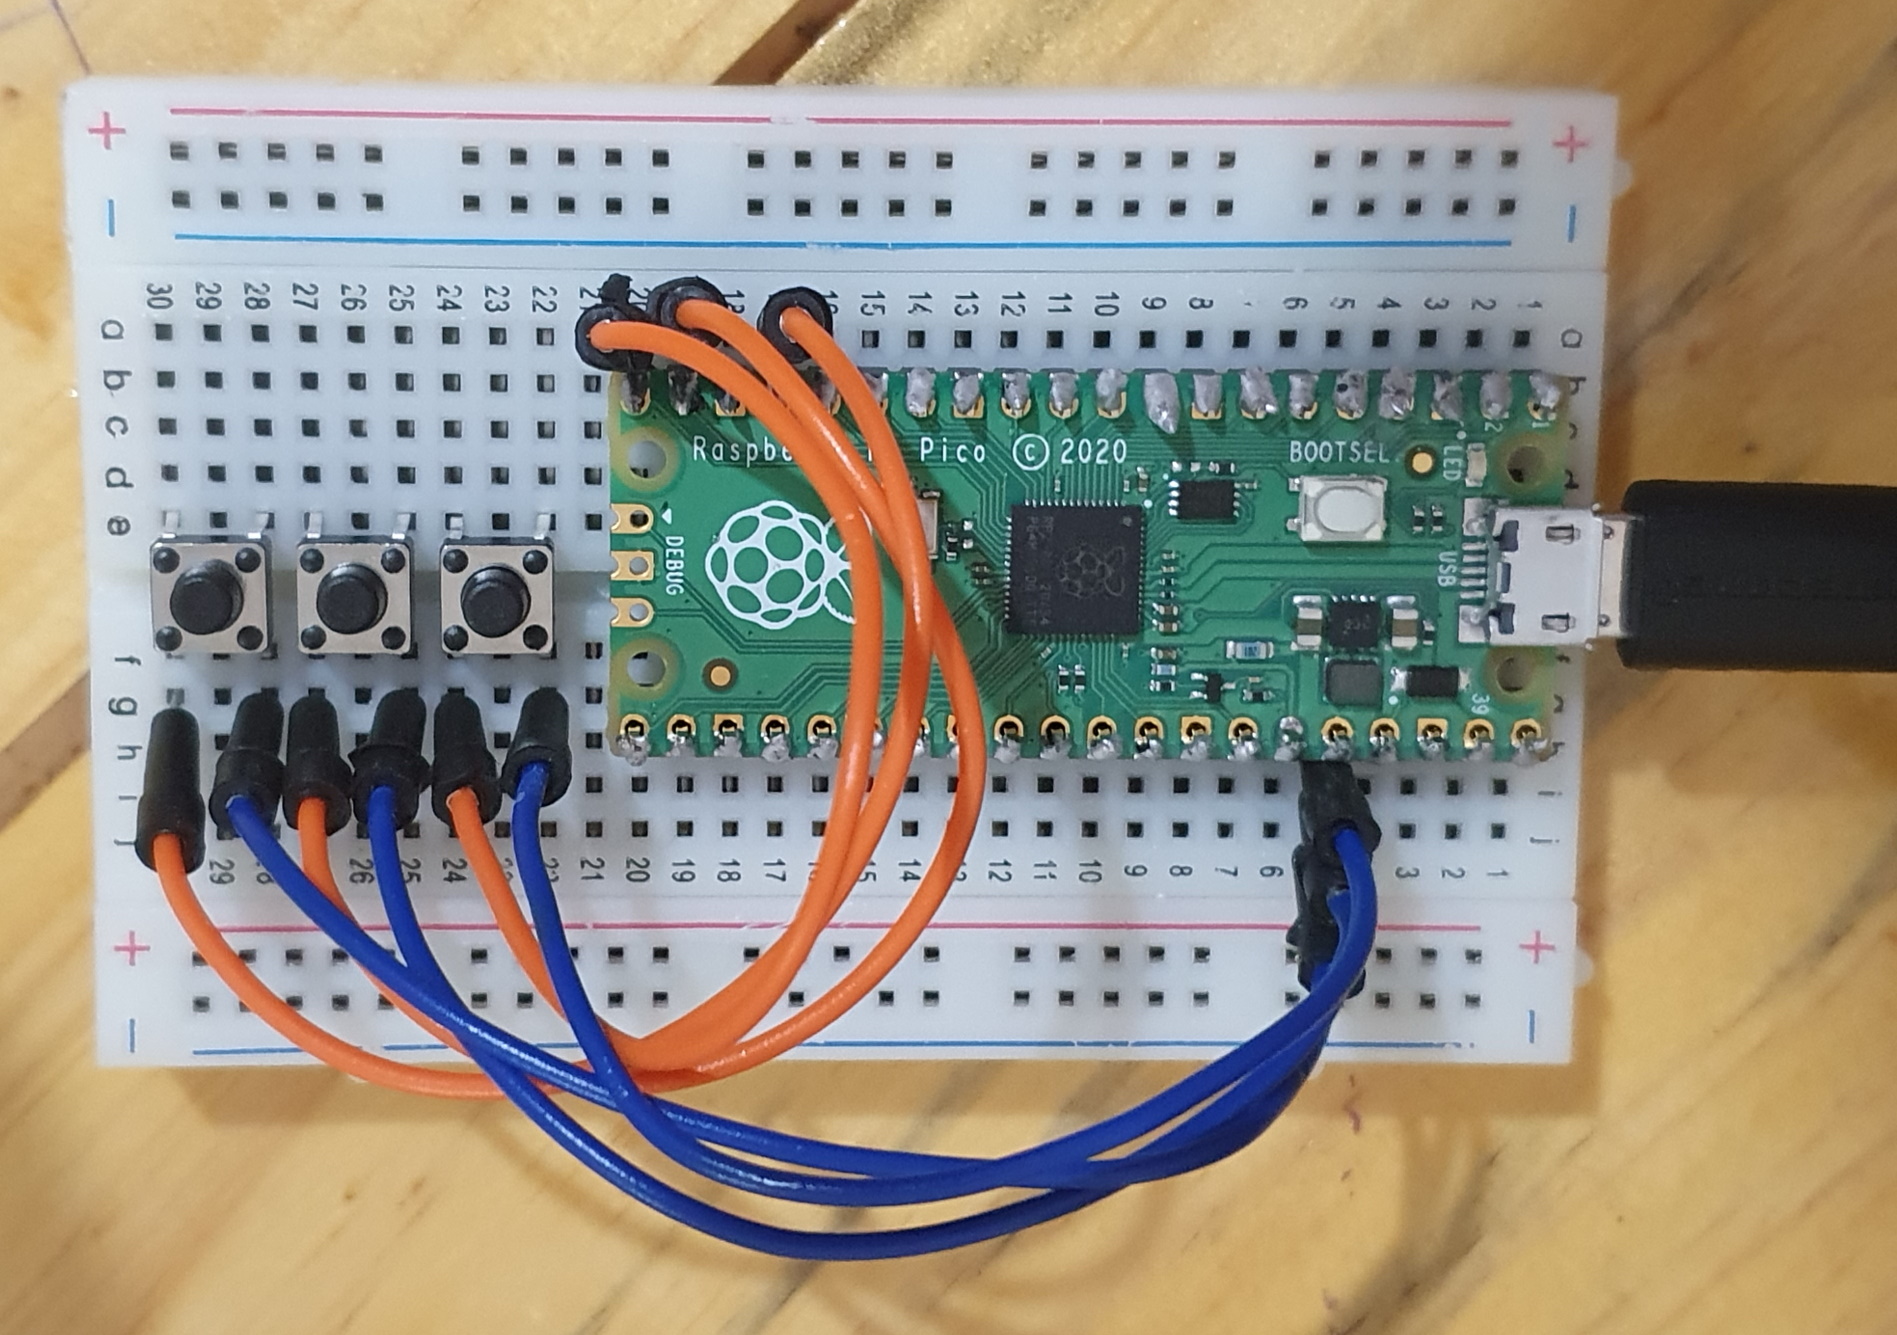 + +
− −
30 29 28 27 26 25 24 23 22 15 14 13 12 11 10 9 8 6 5 4 3 2 1
a a
b
c
d
e
Raspb Pico © 2020 BOOTSEL
LED
2
1
DEBUG
USB
39
f
g
h
i i
j j
29 26 25 24 21 20 19 18 17 14 12 11 10 9 8 7 6 3 2 1
+ +
− −